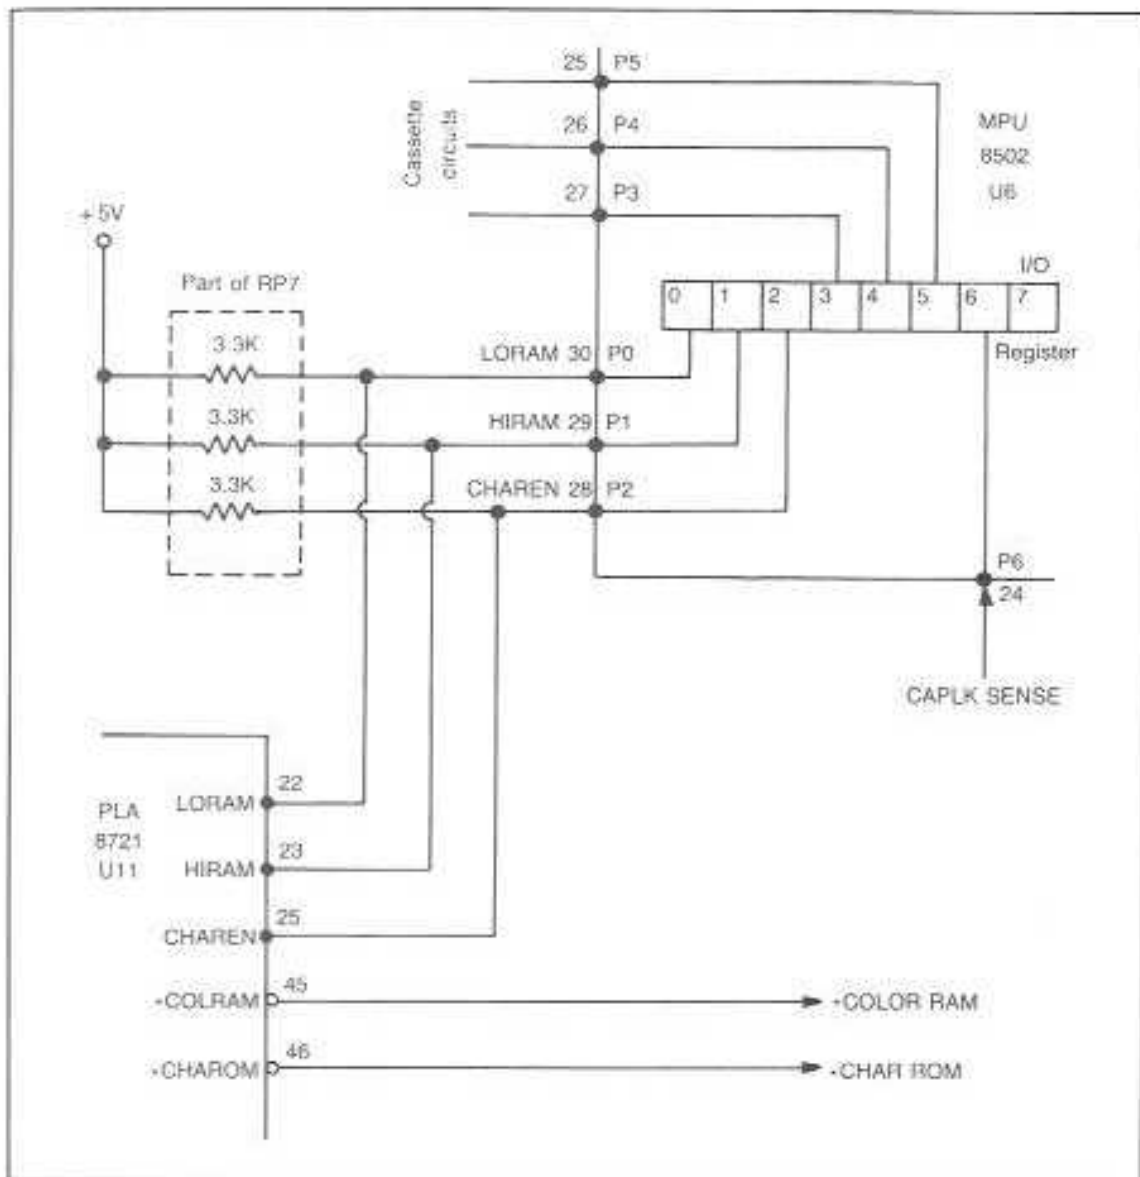 25 P5
Cassette
circuits
26 P4
MPU
8502
U6
27 P3
+5V
I/O
Part of RP7
0 1 2 3 4 5 6 7
Register
3.3K
LORAM 30 P0
3.3K
HIRAM 29 P1
3.3K
CHAREN 28 P2
P6
24
CAPLK SENSE
22
LORAM
PLA
8721
U11
23
HIRAM
25
CHAREN
45
*COLRAM
*COLOR RAM
46
*CHAROM
*CHAR ROM